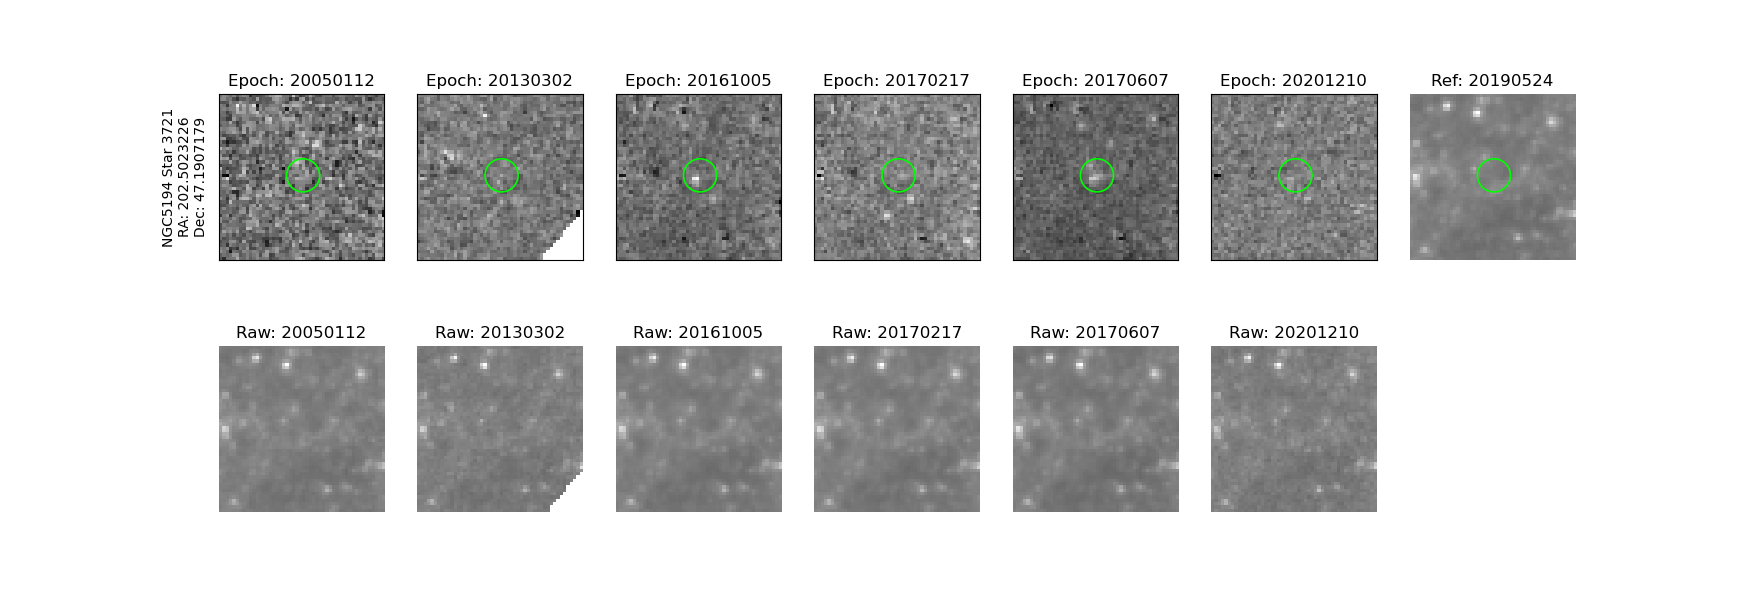 Epoch: 20050112
Epoch: 20130302
Epoch: 20161005
Epoch: 20170217
Epoch: 20170607
Epoch: 20201210
Ref: 20190524
NGC5194 Star 3721
RA: 202.5023226
Dec: 47.1907179
Raw: 20050112
Raw: 20130302
Raw: 20161005
Raw: 20170217
Raw: 20170607
Raw: 20201210